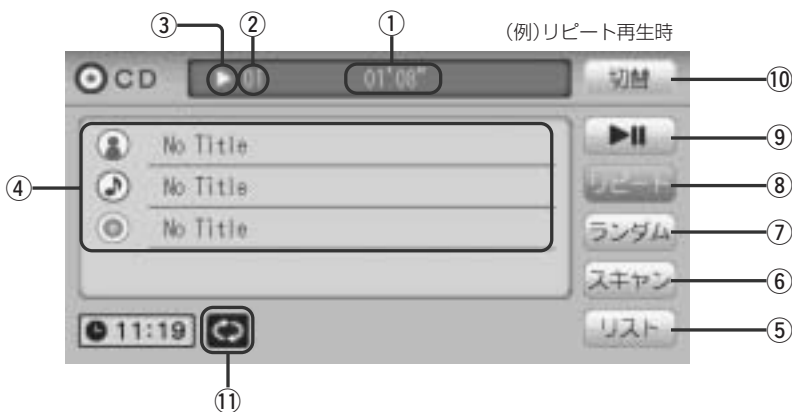 ③ ② ①
(例)リピート再生時
CD ▶ 01 01'08" 切替 ⑩
▶II ⑨
No Title
リピート ⑧
④ No Title
ランダム ⑦
No Title
スキャン ⑥
11:19 リスト ⑤
⑪